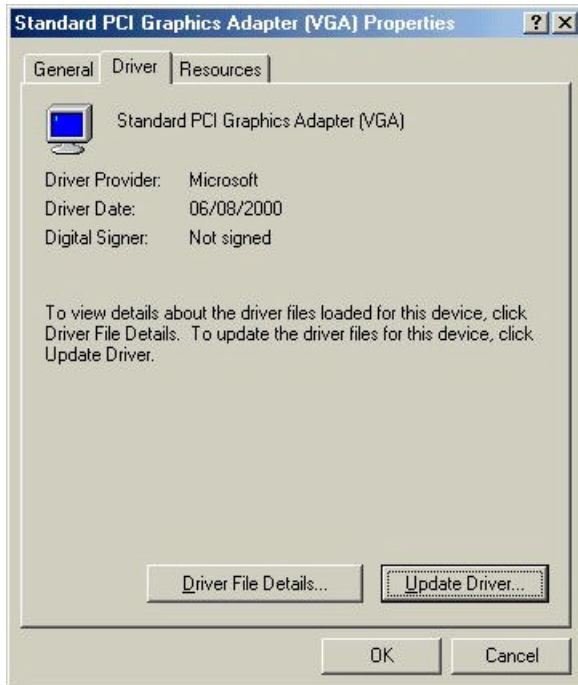 Standard PCI Graphics Adapter (VGA) Properties
General Driver Resources
Standard PCI Graphics Adapter (VGA)
Driver Provider: Microsoft
Driver Date: 06/08/2000
Digital Signer: Not signed
To view details about the driver files loaded for this device, click
Driver File Details. To update the driver files for this device, click
Update Driver.
Driver File Details... Update Driver...
OK Cancel